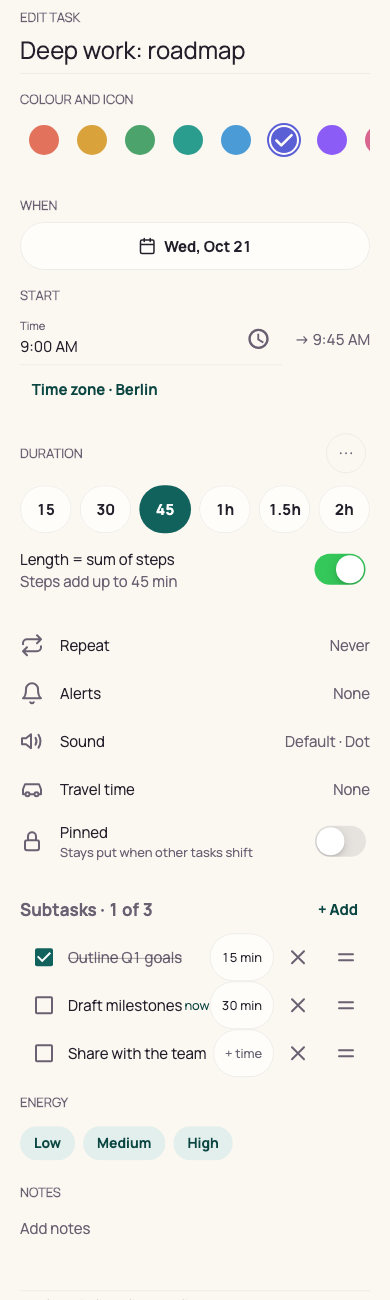 EDIT TASK
Deep work: roadmap
COLOUR AND ICON
WHEN
Wed, Oct 21
START
Time
9:00 AM
→ 9:45 AM
Time zone · Berlin
DURATION
...
15 30 45 1h 1.5h 2h
Length = sum of steps
Steps add up to 45 min
Repeat Never
Alerts None
Sound Default · Dot
Travel time None
Pinned
Stays put when other tasks shift
Subtasks · 1 of 3 + Add
Outline Q1 goals 15 min
Draft milestones now 30 min
Share with the team + time
ENERGY
Low Medium High
NOTES
Add notes